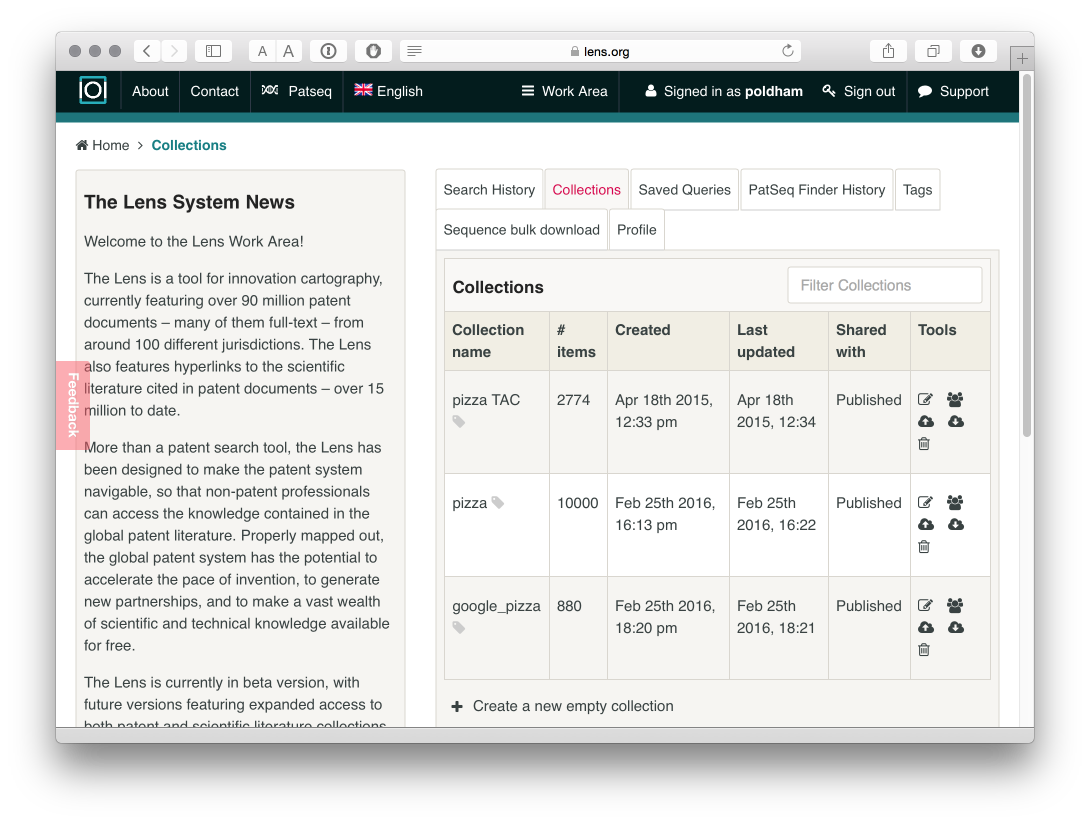 A A
lens.org
About Contact Patseq English Work Area Signed in as poldham Sign out Support
Home > Collections
The Lens System News
Welcome to the Lens Work Area!
The Lens is a tool for innovation cartography,
currently featuring over 90 million patent
documents – many of them full-text – from
around 100 different jurisdictions. The Lens
also features hyperlinks to the scientific
literature cited in patent documents – over 15
million to date.
More than a patent search tool, the Lens has
been designed to make the patent system
navigable, so that non-patent professionals
can access the knowledge contained in the
global patent literature. Properly mapped out,
the global patent system has the potential to
accelerate the pace of invention, to generate
new partnerships, and to make a vast wealth
of scientific and technical knowledge available
for free.
The Lens is currently in beta version, with
future versions featuring expanded access to
both patent and scientific literature collections
Feedback
Search History Collections Saved Queries PatSeq Finder History Tags
Sequence bulk download Profile
Collections Filter Collections
Collection # Created Last Shared Tools
name items updated with
pizza TAC 2774 Apr 18th 2015, Apr 18th Published
12:33 pm 2015, 12:34
pizza 10000 Feb 25th 2016, Feb 25th Published
16:13 pm 2016, 16:22
google_pizza 880 Feb 25th 2016, Feb 25th Published
18:20 pm 2016, 18:21
+ Create a new empty collection